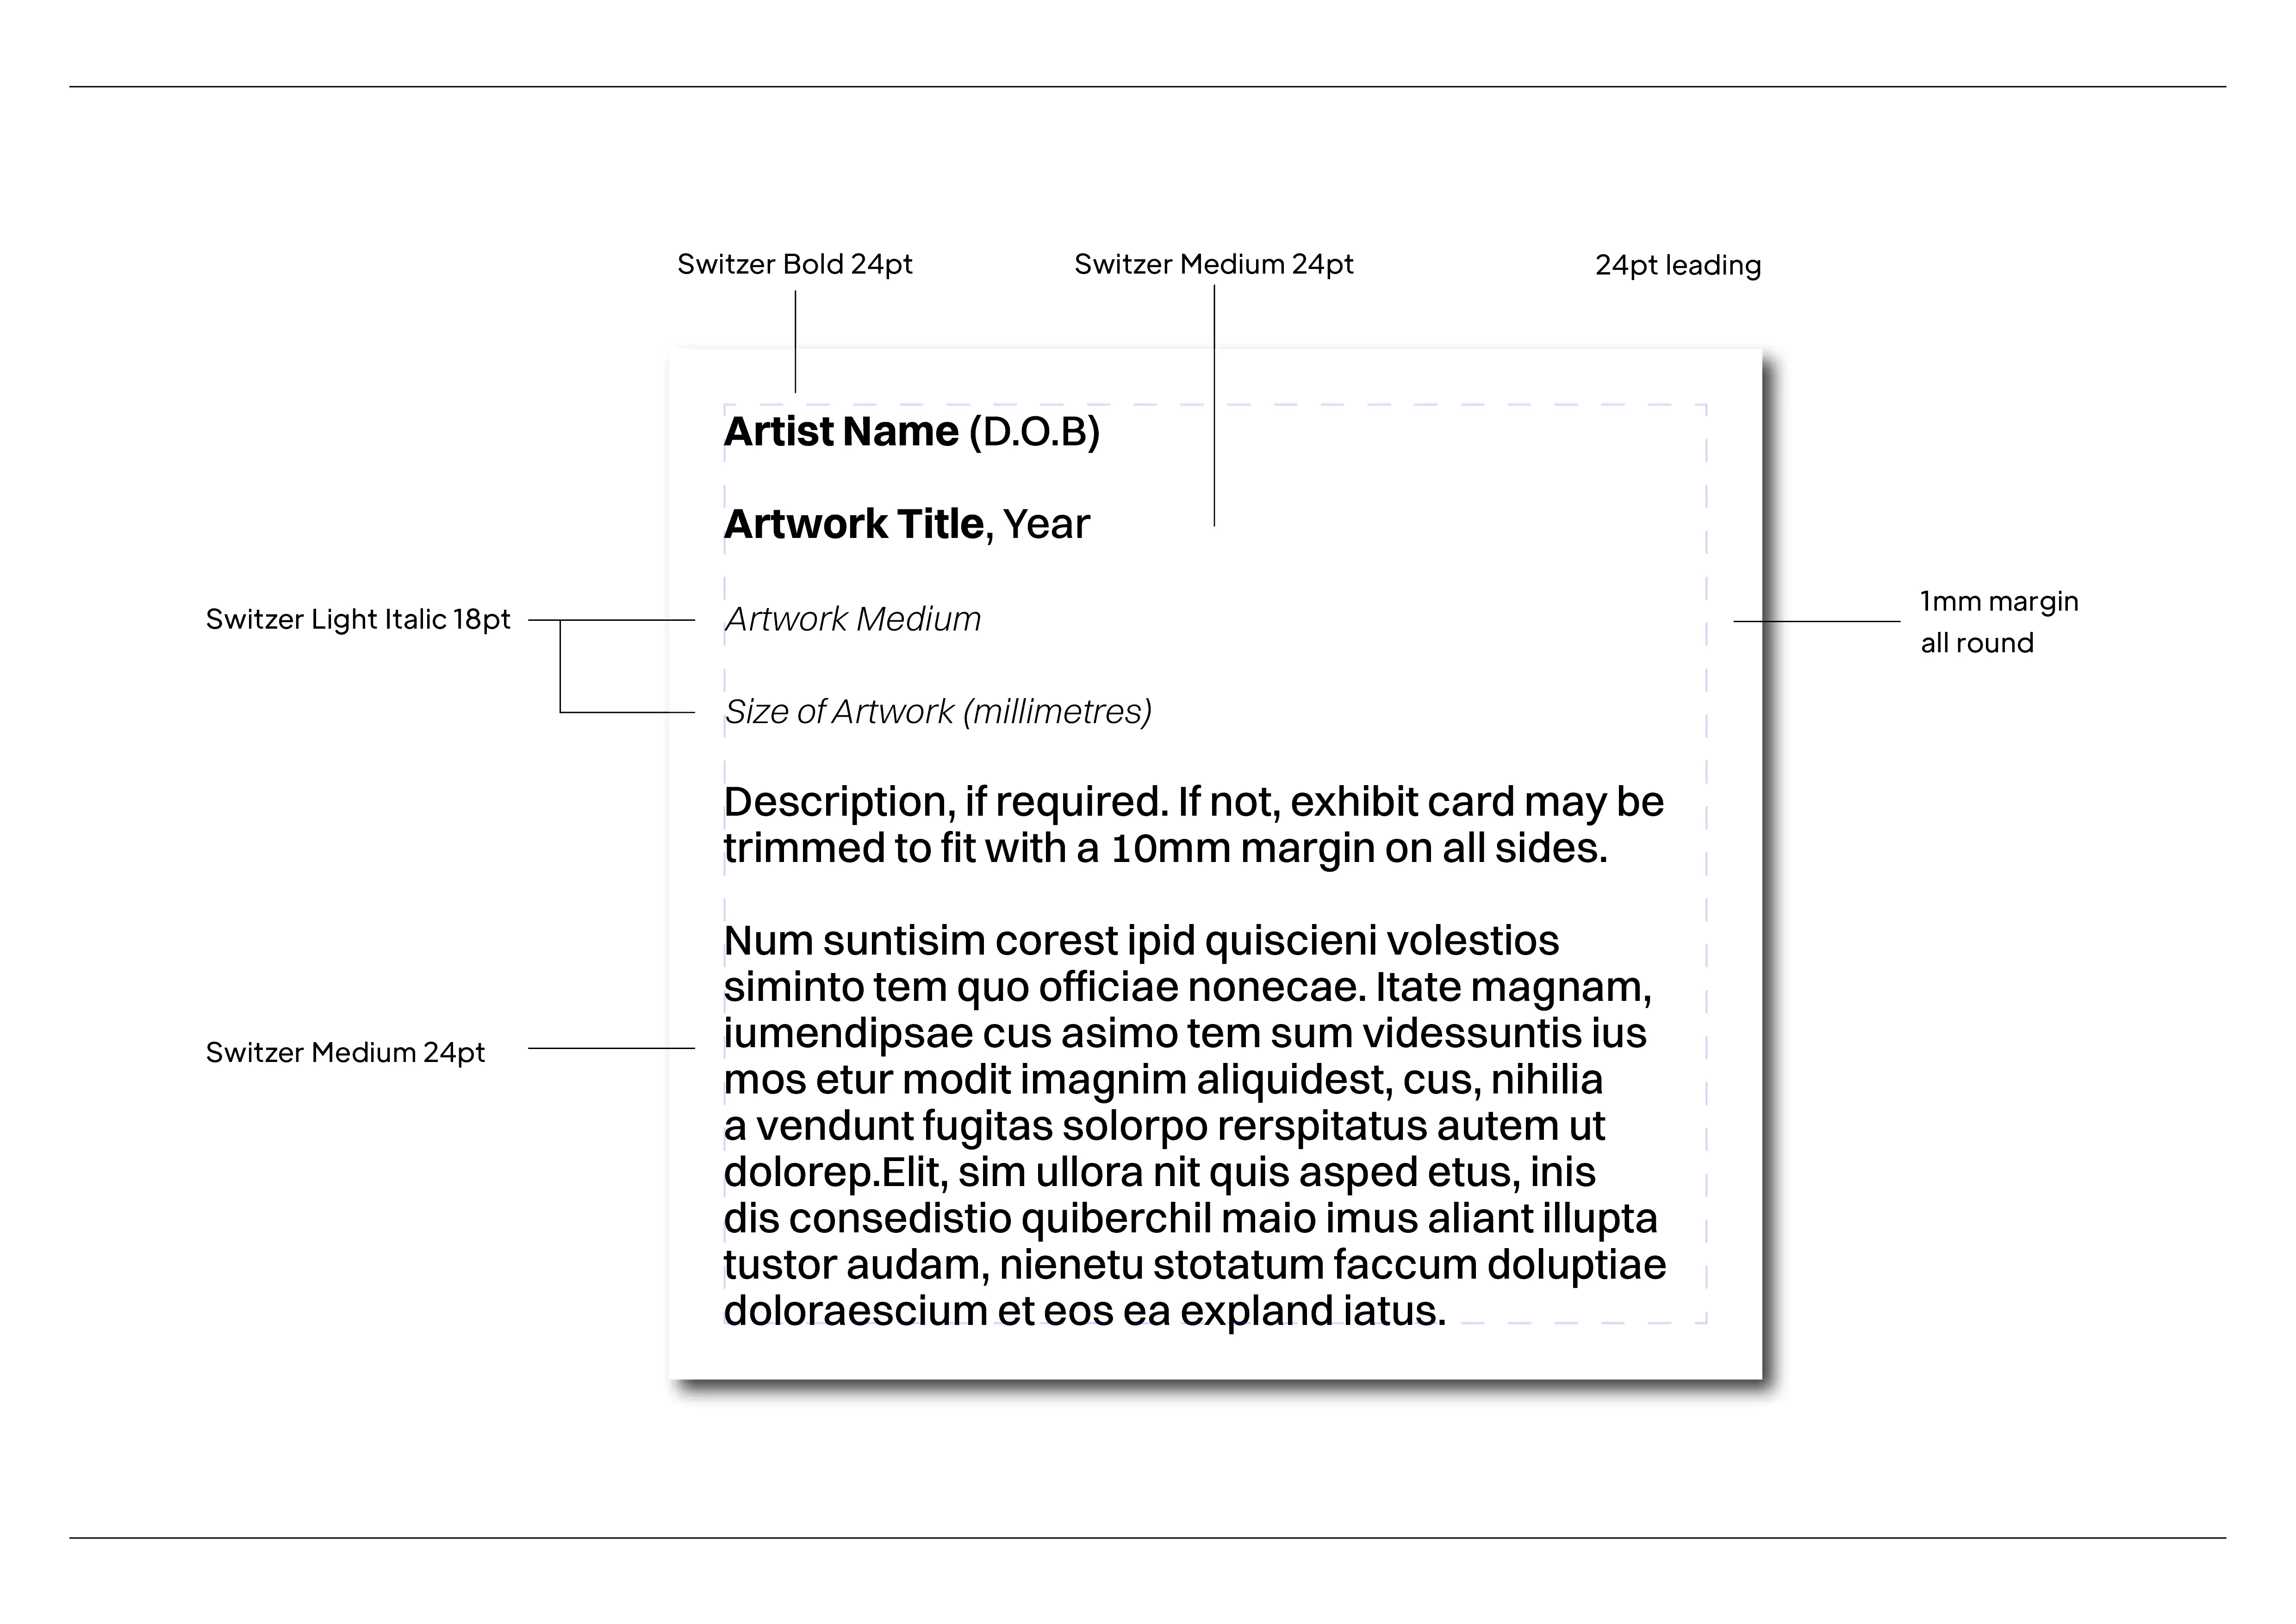 Switzer Bold 24pt
Switzer Medium 24pt
24pt leading
Artist Name (D.O.B)
Artwork Title, Year
Switzer Light Italic 18pt
Artwork Medium
1mm margin
all round
Size of Artwork (millimetres)
Description, if required. If not, exhibit card may be
trimmed to fit with a 10mm margin on all sides.
Num suntisim corest ipid quiscieni volestios
siminto tem quo officiae nonecae. Itate magnam,
iumendipsae cus asimo tem sum videssuntis ius
mos etur modit imagnim aliquidest, cus, nihilia
a vendunt fugitas solorpo rerspitatus autem ut
dolorep.Elit, sim ullora nit quis asped etus, inis
dis consedistio quiberchil maio imus aliant illupta
tustor audam, nienetu stotatum faccum doluptiae
doloraescium et eos ea expland iatus.
Switzer Medium 24pt